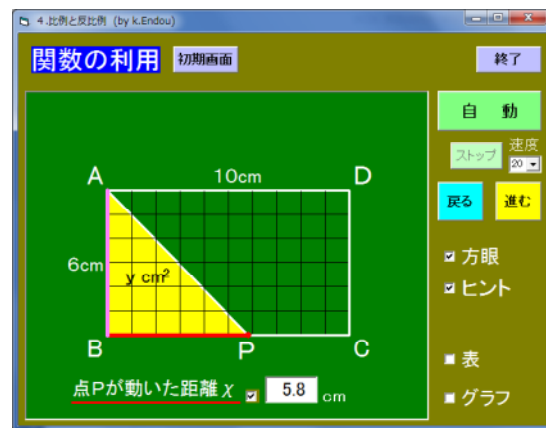 4.比例と反比例 (by k.Endou)
関数の利用 初期画面 終了
自 動
ストップ 速度 20
戻る 進む
A 10cm D
6cm y cm²
B P C
方眼
ヒント
表
グラフ
点Pが動いた距離χ 5.8 cm